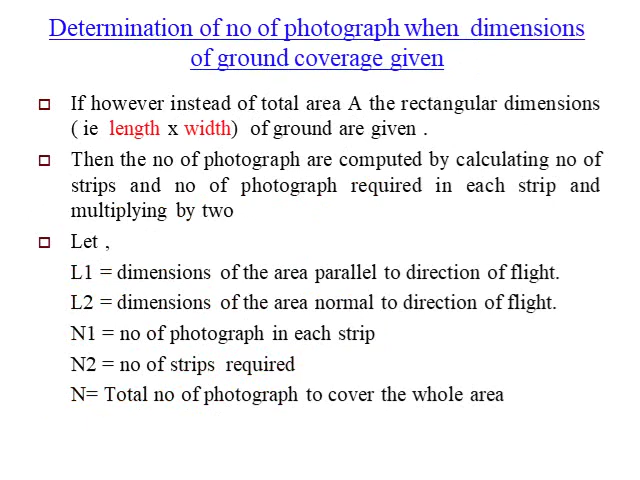 Determination of no of photograph when dimensions
of ground coverage given
If however instead of total area A the rectangular dimensions
( ie length x width) of ground are given .
Then the no of photograph are computed by calculating no of
strips and no of photograph required in each strip and
multiplying by two
Let ,
L1 = dimensions of the area parallel to direction of flight.
L2 = dimensions of the area normal to direction of flight.
N1 = no of photograph in each strip
N2 = no of strips required
N= Total no of photograph to cover the whole area